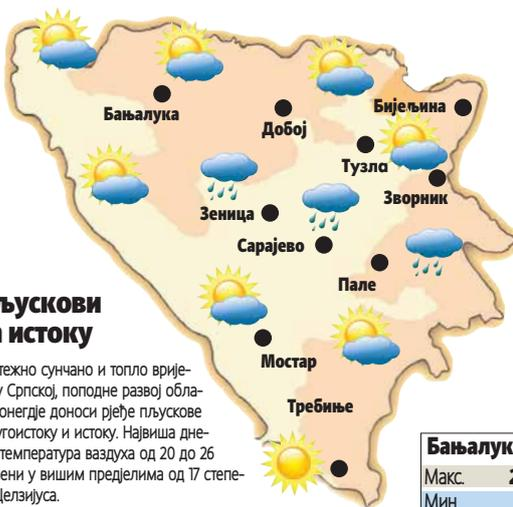 Бањалука
Добој
Бијељина
Тузла
Зворник
Зеница
Сарајево
Пале
Мостар
Требиње
љускови
истоку
тежно сунчано и топло врије-
у Српској, поподне развој обла-
онегдје доноси рјеђе пљускове
угоистоку и истоку. Највиша дне-
температура ваздуха од 20 до 26
ени у вишим предјелима од 17 степе-
Целзијуса.
Бањалук
Макс. 2
Мин